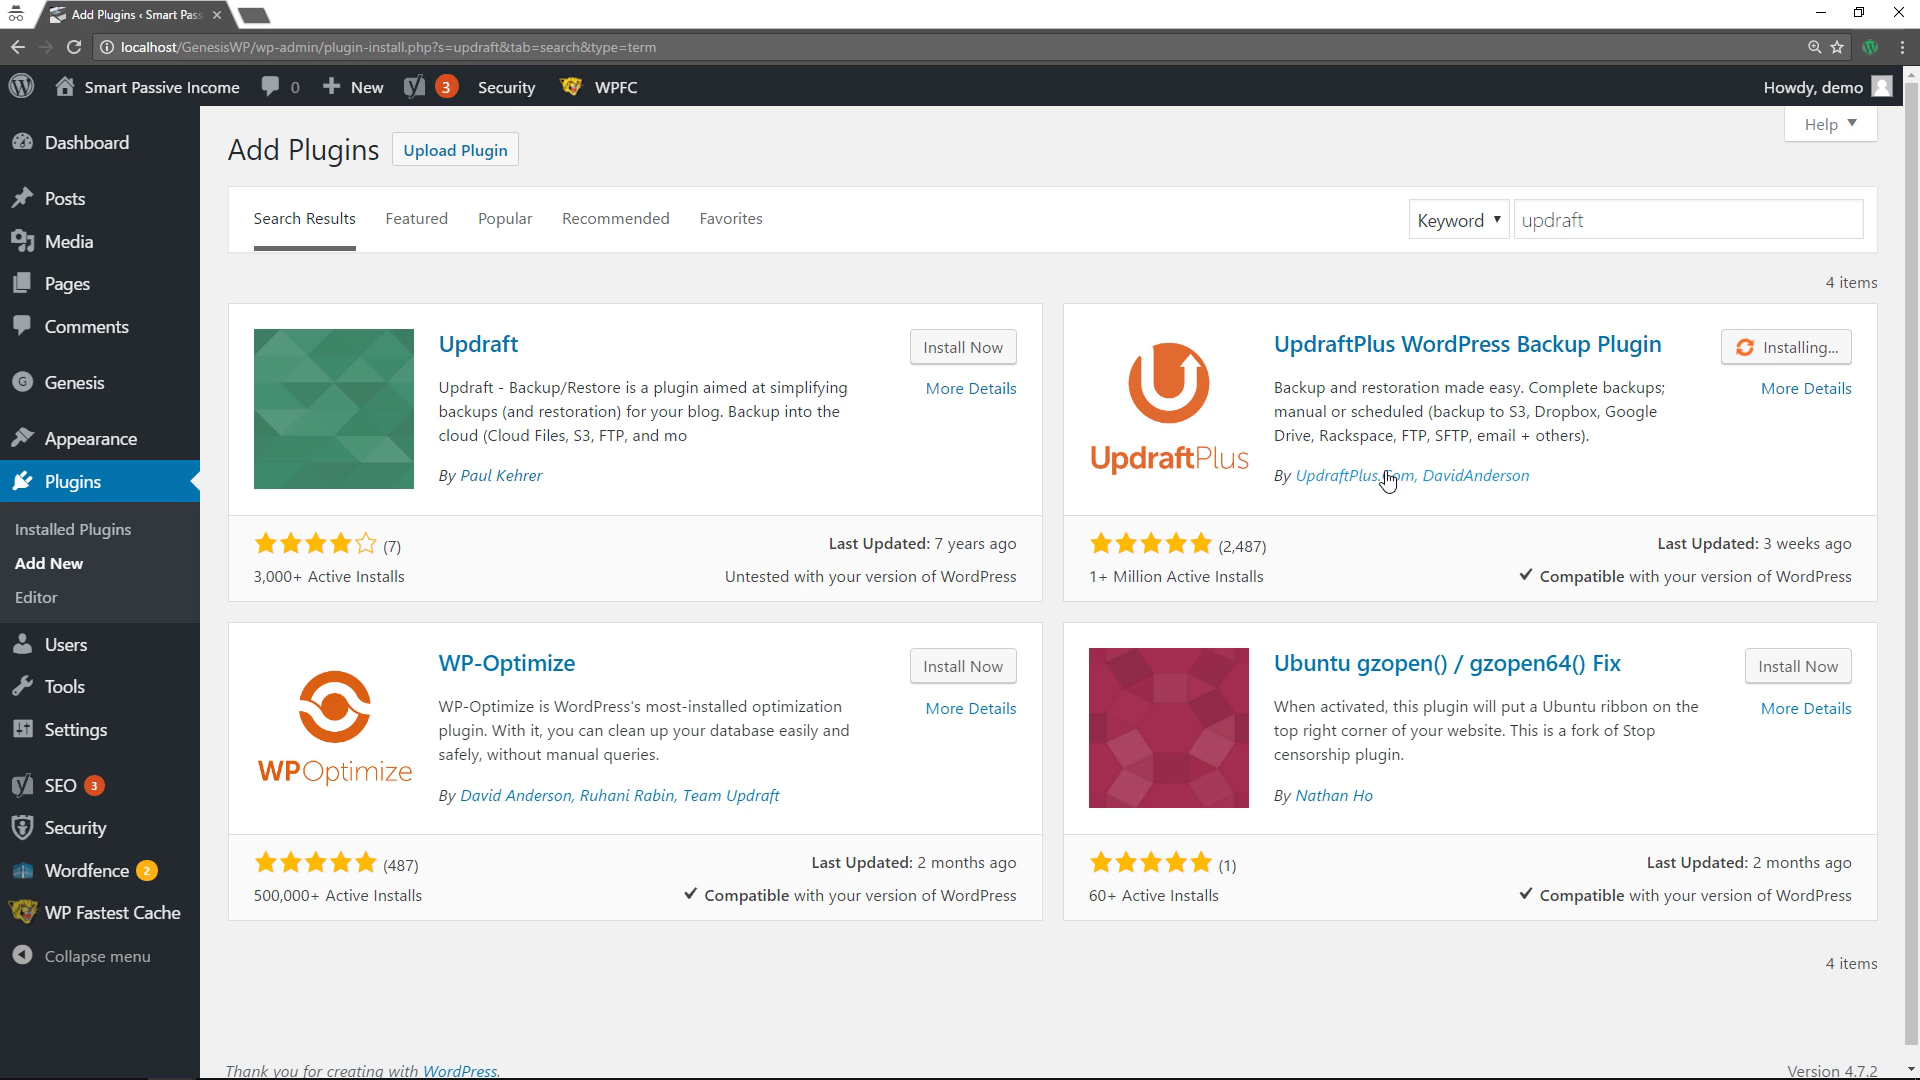 Add Plugins ‹ Smart Pass
localhost/GenesisWP/wp-admin/plugin-install.php?s=updraft&tab=search&type=term
Smart Passive Income 0 New 3 Security WPFC Howdy, demo
Help
Add Plugins Upload Plugin
Search Results Featured Popular Recommended Favorites Keyword updraft
4 items
Dashboard
Posts
Media
Pages
Comments
Genesis
Appearance
Plugins
Installed Plugins
Add New
Editor
Users
Tools
Settings
SEO 3
Security
Wordfence 2
WP Fastest Cache
Collapse menu
Updraft
Install Now
More Details
Updraft - Backup/Restore is a plugin aimed at simplifying
backups (and restoration) for your blog. Backup into the
cloud (Cloud Files, S3, FTP, and mo
By Paul Kehrer
(7)
3,000+ Active Installs
Last Updated: 7 years ago
Untested with your version of WordPress
UpdraftPlus
UpdraftPlus WordPress Backup Plugin
Installing...
More Details
Backup and restoration made easy. Complete backups;
manual or scheduled (backup to S3, Dropbox, Google
Drive, Rackspace, FTP, SFTP, email + others).
By UpdraftPlus.Com, DavidAnderson
(2,487)
1+ Million Active Installs
Last Updated: 3 weeks ago
Compatible with your version of WordPress
WPOptimize
WP-Optimize
Install Now
More Details
WP-Optimize is WordPress's most-installed optimization
plugin. With it, you can clean up your database easily and
safely, without manual queries.
By David Anderson, Ruhani Rabin, Team Updraft
(487)
500,000+ Active Installs
Last Updated: 2 months ago
Compatible with your version of WordPress
Ubuntu gzopen() / gzopen64() Fix
Install Now
More Details
When activated, this plugin will put a Ubuntu ribbon on the
top right corner of your website. This is a fork of Stop
censorship plugin.
By Nathan Ho
(1)
60+ Active Installs
Last Updated: 2 months ago
Compatible with your version of WordPress
4 items
Thank you for creating with WordPress.
Version 4.7.2